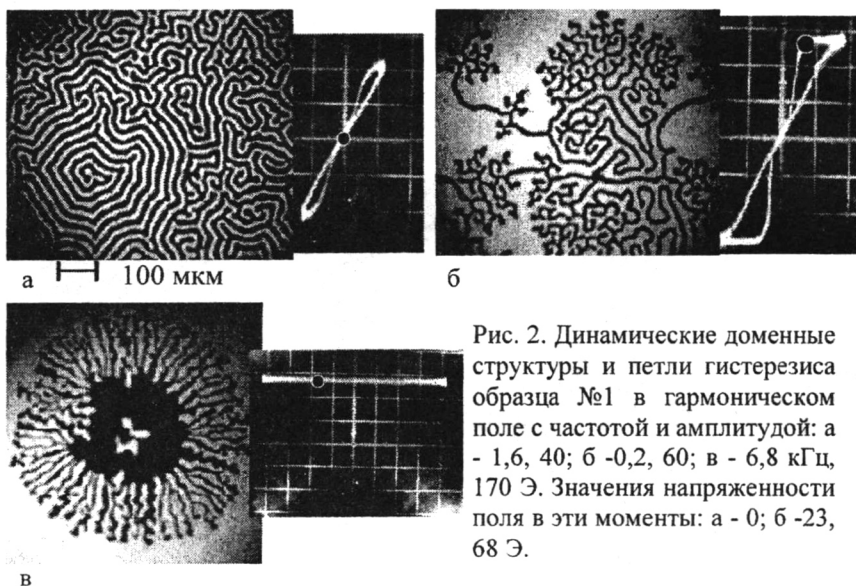 а 100 мкм
б
в
Рис. 2. Динамические доменные
структуры и петли гистерезиса
образца №1 в гармоническом
поле с частотой и амплитудой: а
- 1,6, 40; б -0,2, 60; в - 6,8 кГц,
170 Э. Значения напряженности
поля в эти моменты: а - 0; б -23,
68 Э.